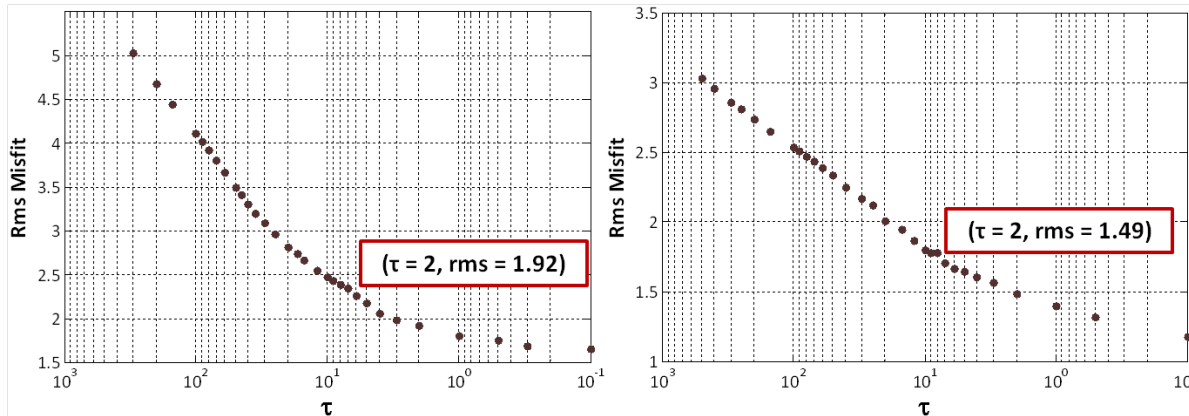 5
4.5
4
3.5
3
2.5
2
1.5
Rms Misfit
(τ = 2, rms = 1.92)
10³ 10² 10¹ 10⁰ 10⁻¹
τ
3.5
3
2.5
2
1.5
1
Rms Misfit
(τ = 2, rms = 1.49)
10³ 10² 10¹ 10⁰ 10
τ